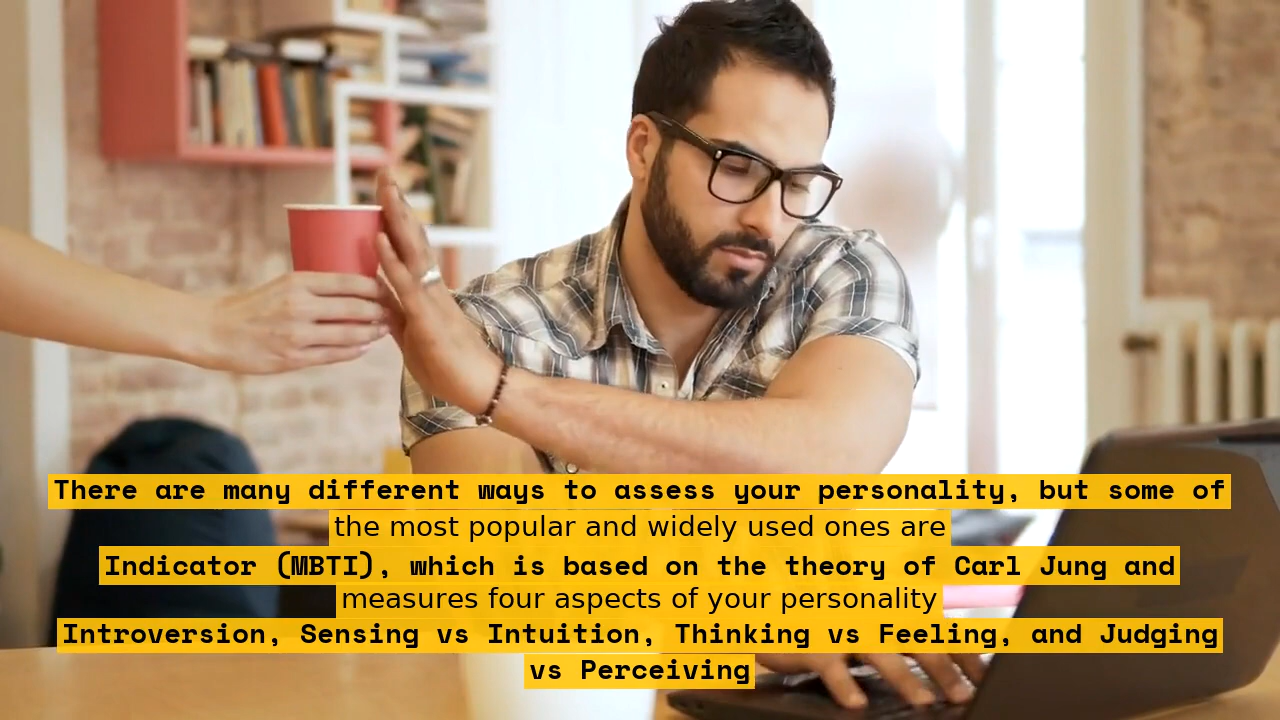 There are many different ways to assess your personality, but some of
the most popular and widely used ones are
Indicator (MBTI), which is based on the theory of Carl Jung and
measures four aspects of your personality
Introversion, Sensing vs Intuition, Thinking vs Feeling, and Judging
vs Perceiving